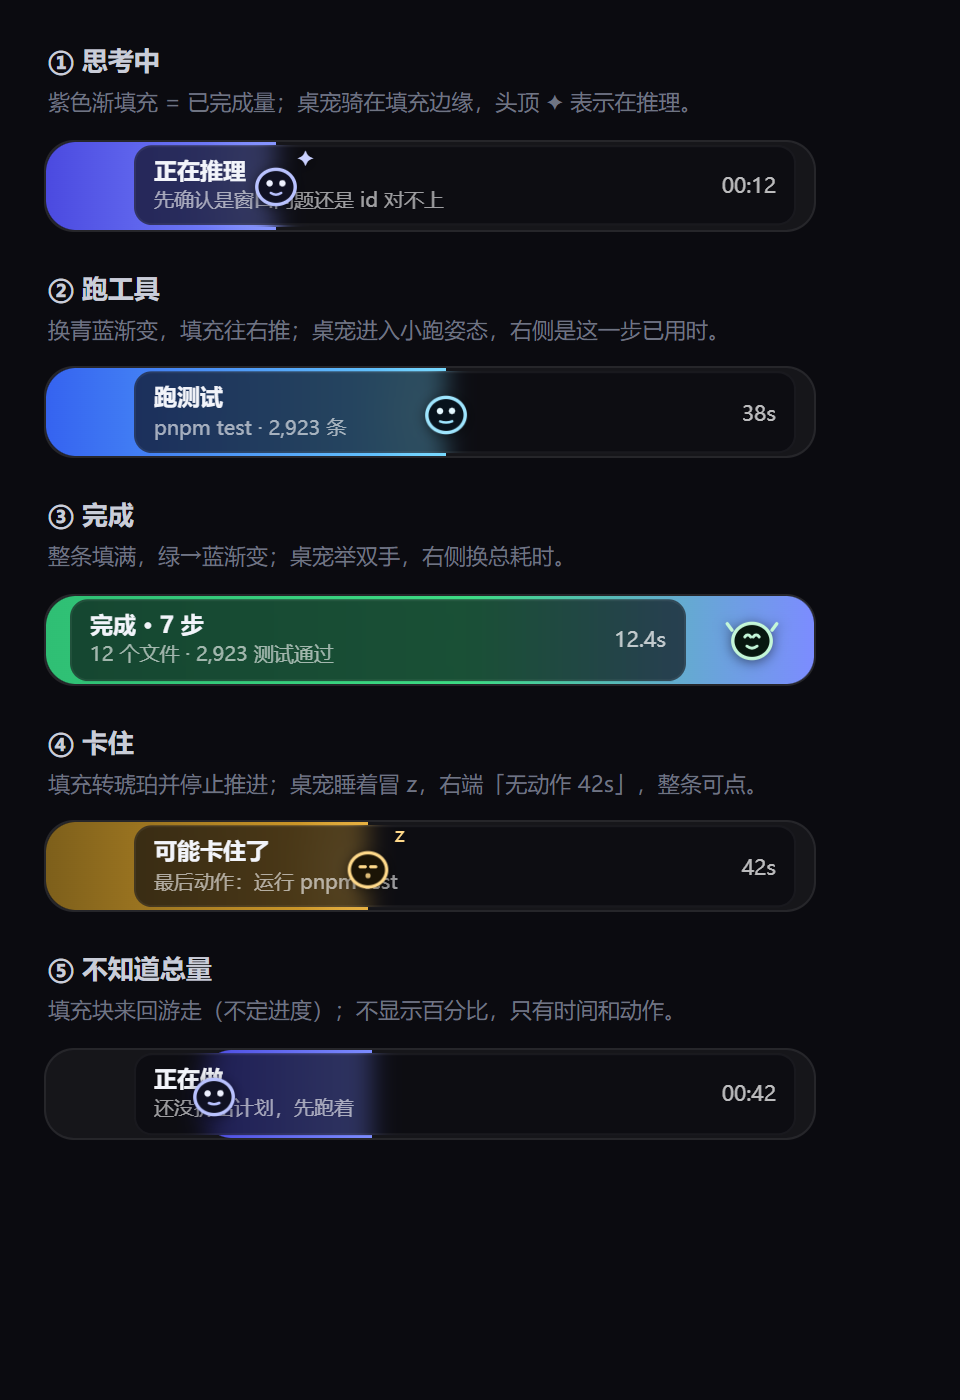 ① 思考中
紫色渐填充 = 已完成量；桌宠骑在填充边缘，头顶 ✦ 表示在推理。
正在推理
先确认是窗口问题还是 id 对不上
00:12
② 跑工具
换青蓝渐变，填充往右推；桌宠进入小跑姿态，右侧是这一步已用时。
跑测试
pnpm test · 2,923 条
38s
③ 完成
整条填满，绿→蓝渐变；桌宠举双手，右侧换总耗时。
完成 · 7 步
12 个文件 · 2,923 测试通过
12.4s
④ 卡住
填充转琥珀并停止推进；桌宠睡着冒 z，右端「无动作 42s」，整条可点。
z
可能卡住了
最后动作：运行 pnpm test
42s
⑤ 不知道总量
填充块来回游走（不定进度）；不显示百分比，只有时间和动作。
正在做
还没计划，先跑着
00:42